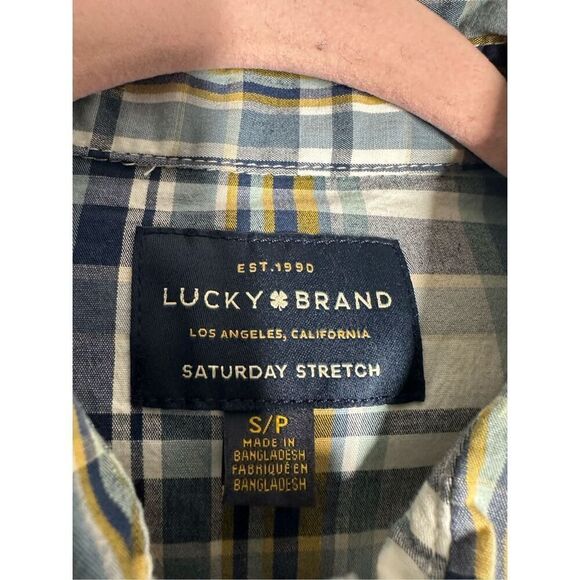 EST. 1990
LUCKY BRAND
LOS ANGELES, CALIFORNIA
SATURDAY STRETCH
S/P
MADE IN
BANGLADESH
FABRIQUÉ EN
BANGLADESH